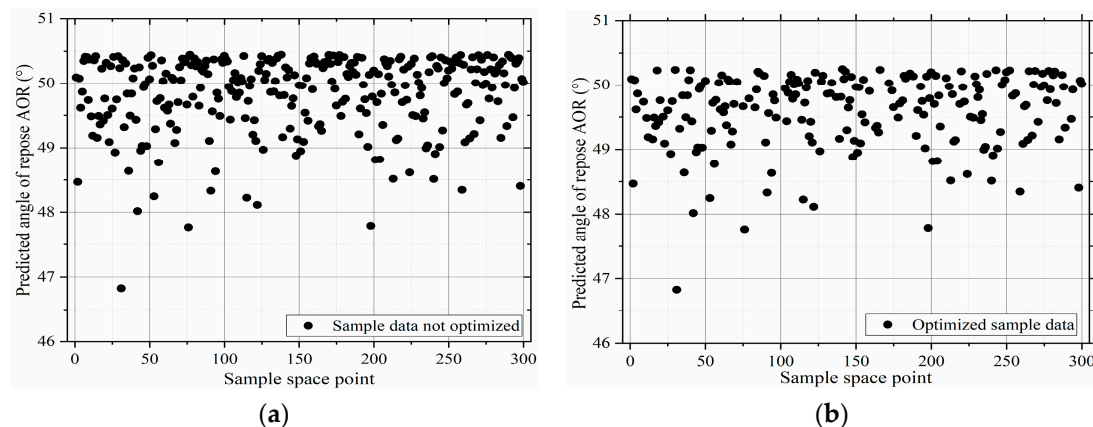 51
50
49
48
47
46
Predicted angle of repose AOR (°)
Sample data not optimized
0 50 100 150 200 250 300
Sample space point
(a)
51
50
49
48
47
46
Predicted angle of repose AOR (°)
Optimized sample data
0 50 100 150 200 250 300
Sample space point
(b)